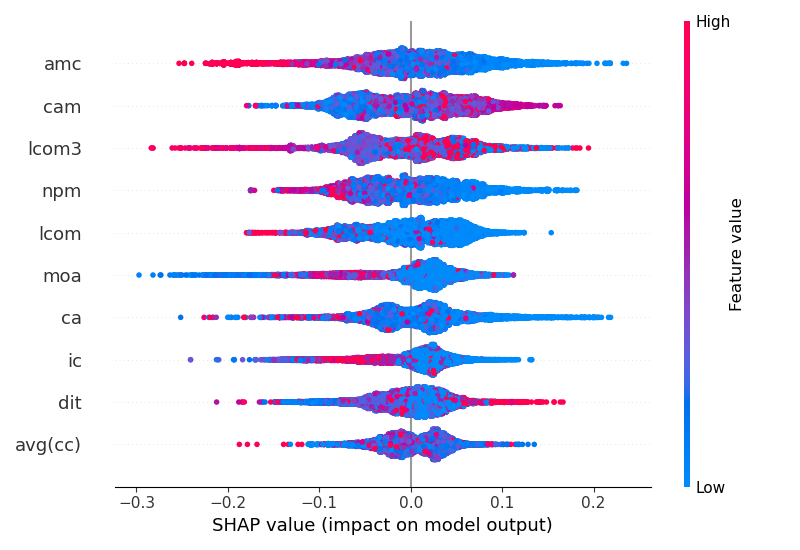 High
amc
cam
lcom3
npm
lcom
moa
ca
ic
dit
avg(cc)
Feature value
Low
−0.3 −0.2 −0.1 0.0 0.1 0.2
SHAP value (impact on model output)